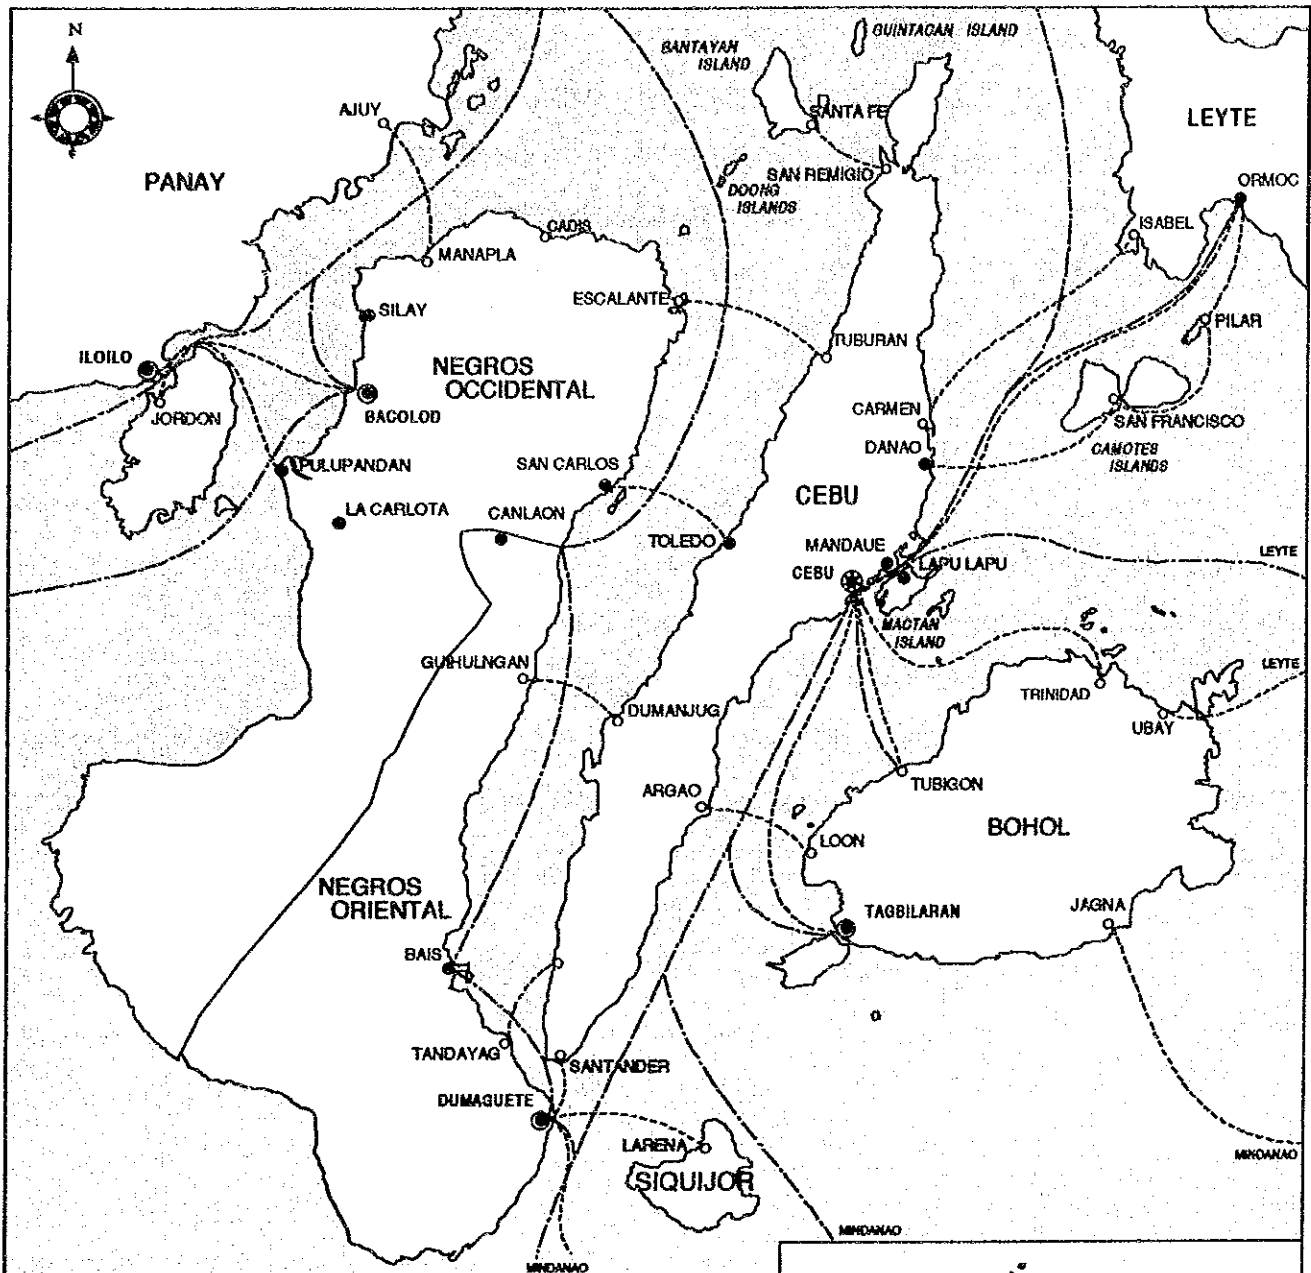 N
BANTAYAN
ISLAND
GUINTACAN ISLAND
AJUY
SANTA FE
LEYTE
PANAY
SAN REMIGIO
DOONG
ISLANDS
ORMOC
CADIS
ISABEL
MANAPLA
ESCALANTE
SILAY
PILAR
TUBURAN
ILOILO
NEGROS
OCCIDENTAL
JORDON
BACOLOD
CARMEN
SAN FRANCISCO
DANAO
CAMOTES
ISLANDS
PULUPANDAN
SAN CARLOS
CEBU
LA CARLOTA
CANLAON
TOLEDO
MANDAUE
LEYTE
CEBU
LAPU LAPU
MACTAN
ISLAND
GUIHULNGAN
LEYTE
TRINIDAD
DUMANJUG
UBAY
TUBIGON
ARGAO
BOHOL
LOON
NEGROS
ORIENTAL
TAGBILARAN
JAGNA
BAIS
TANDAYAG
SANTANDER
DUMAGUETE
LARENA
MINDANAO
SIQUIJOR
MINDANAO
MINDANAO